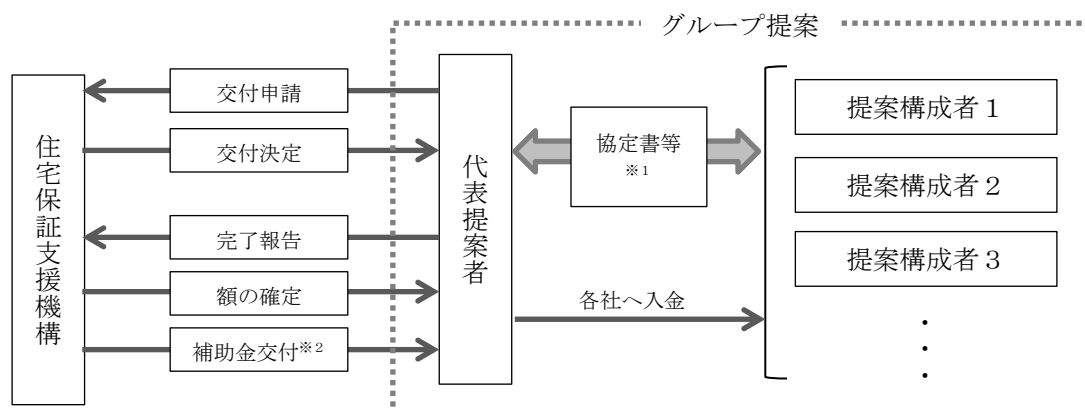 グループ提案
住宅保証支援機構
交付申請
交付決定
完了報告
額の確定
補助金交付※2
代表提案者
協定書等
※1
各社へ入金
提案構成者1
提案構成者2
提案構成者3
・
・
・